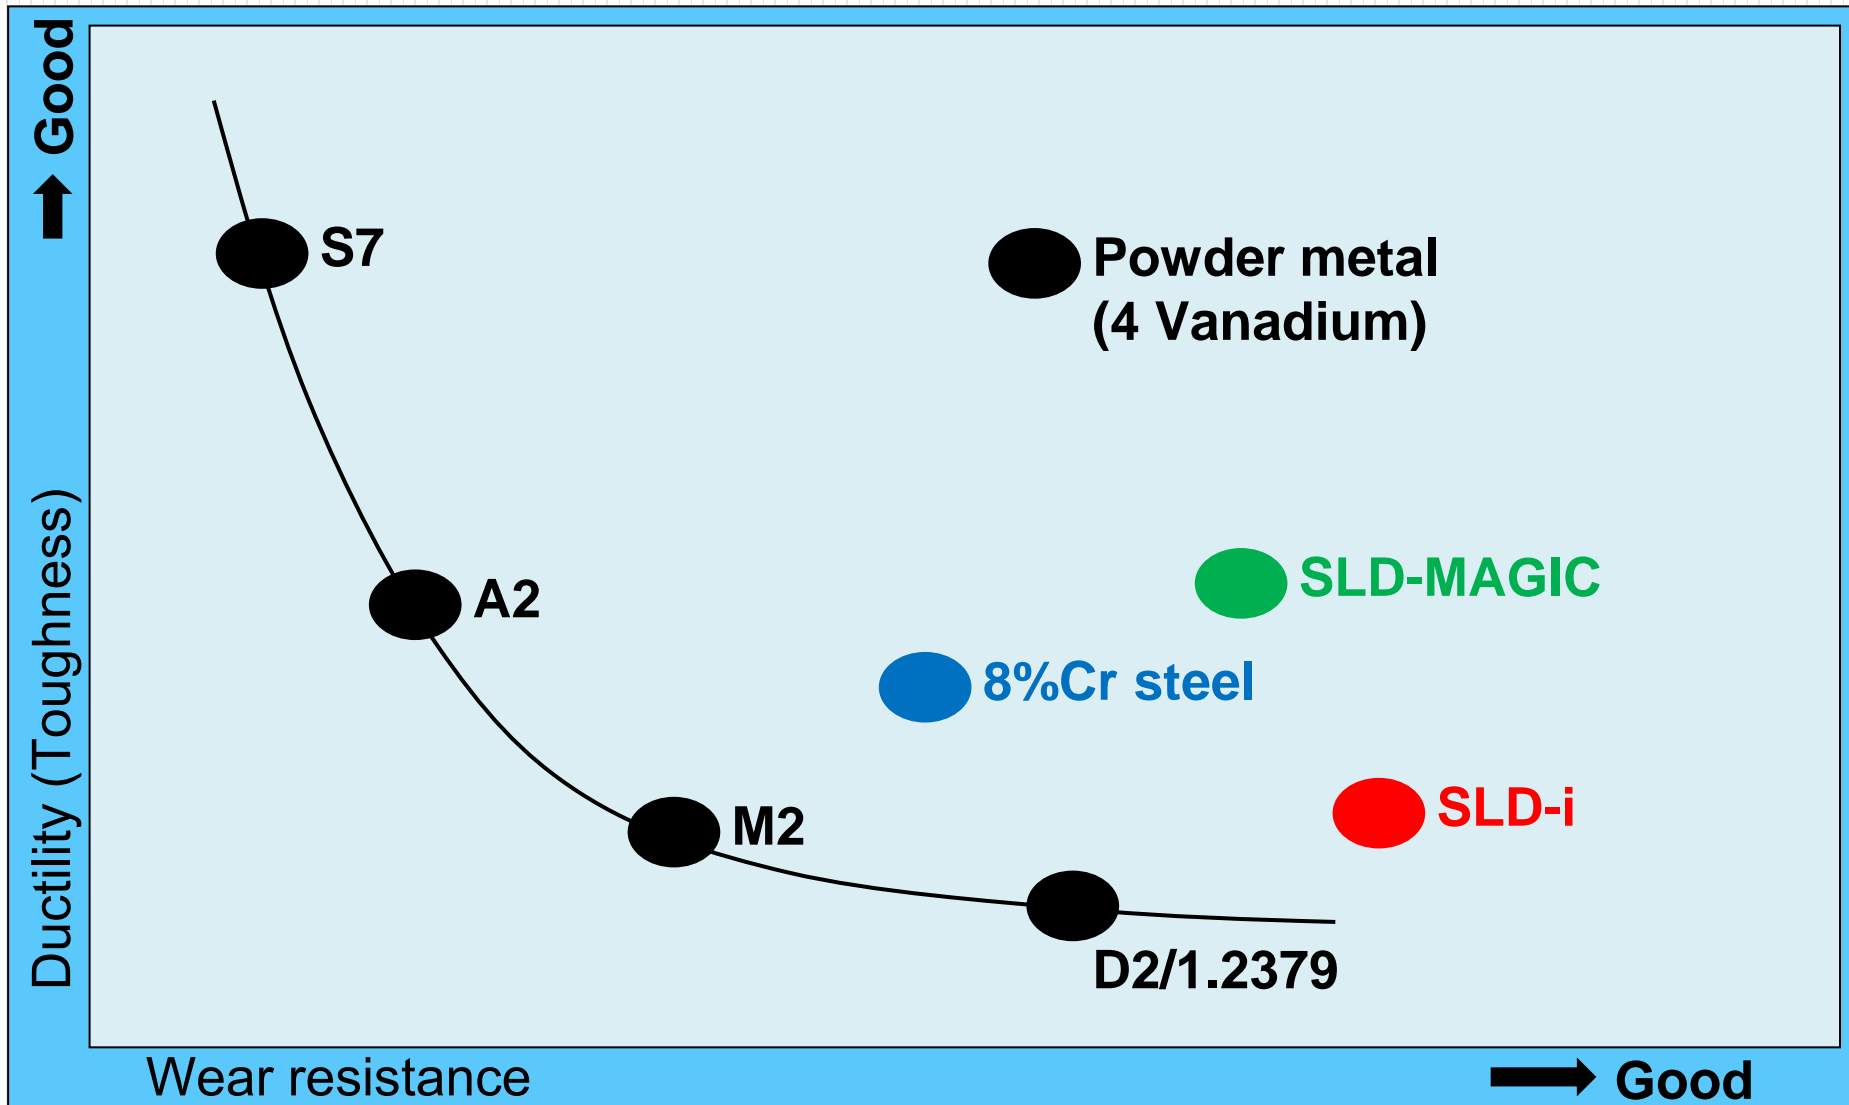 Good
S7
Powder metal
(4 Vanadium)
A2
SLD-MAGIC
8%Cr steel
M2
SLD-i
D2/1.2379
Ductility (Toughness)
Wear resistance
Good